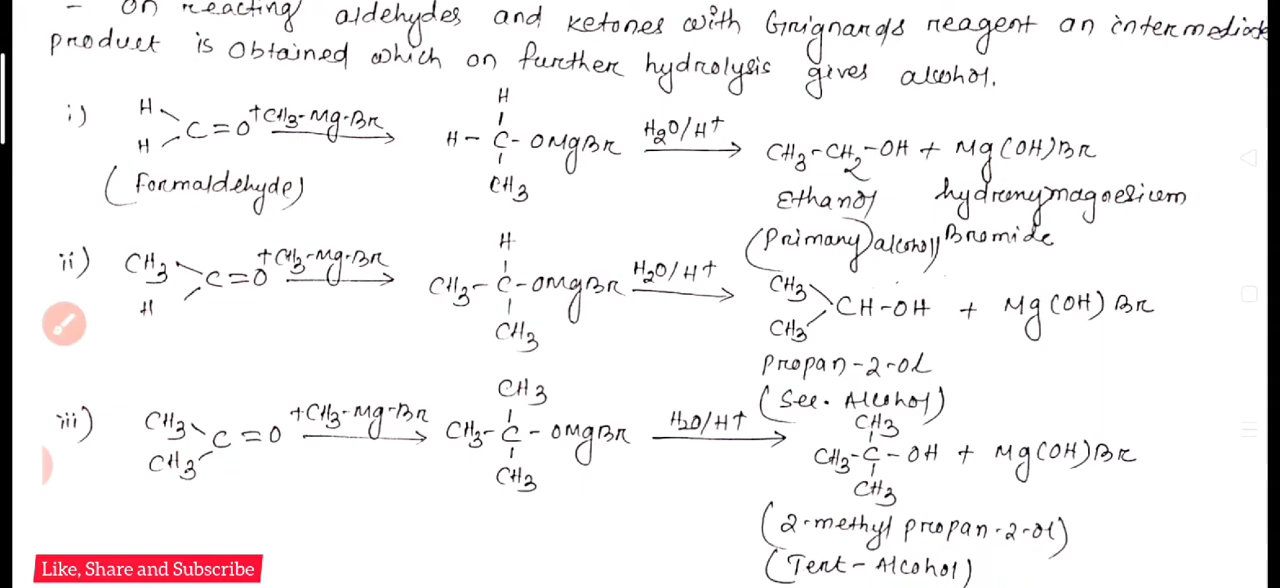 - On reacting aldehydes and ketones with Grignards reagent an intermediate
product is obtained which on further hydrolysis gives alcohol.
i) H H C=O +CH3-Mg-Br → H H-C-OMgBr CH3 H2O/H+ → CH3-CH2-OH + Mg(OH)Br
(Formaldehyde) Ethanol hydroxymagnesium
(Primary alcohol) Bromide
ii) CH3 H C=O +CH3-Mg-Br → H CH3-C-OMgBr CH3 H2O/H+ → CH3 CH3 CH-OH + Mg(OH)Br
Propan-2-ol
(Sec. Alcohol)
iii) CH3 CH3 C=O +CH3-Mg-Br → CH3 CH3-C-OMgBr CH3 H2O/H+ → CH3 CH3-C-OH CH3 + Mg(OH)Br
(2-methyl propan-2-ol)
(Tert-Alcohol)
Like, Share and Subscribe